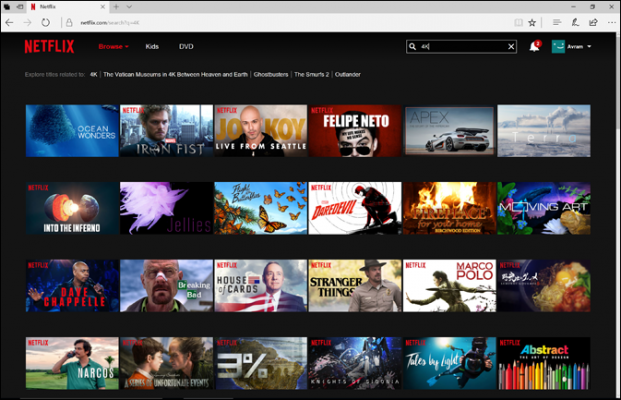 Netflix
netflix.com/search?q=4K
NETFLIX Browse Kids DVD 4K Avram
Explore titles related to: 4K | The Vatican Museums in 4K Between Heaven and Earth | Ghostbusters | The Smurfs 2 | Outlander
OCEAN WONDERS
NETFLIX IRON FIST
NETFLIX JO KOY LIVE FROM SEATTLE
NETFLIX FELIPE NETO
APEX
NETFLIX INTO THE INFERNO
Jellies
Flight Butterflies
NETFLIX DAREDEVIL
FIREPLACE for your home BIRCHWOOD EDITION
MOVING ART
NETFLIX DAVE CHAPPELLE
Breaking Bad
NETFLIX HOUSE of CARDS
NETFLIX STRANGER THINGS
NETFLIX MARCO POLO
NETFLIX
NETFLIX NARCOS
NETFLIX A SERIES OF UNFORTUNATE EVENTS
NETFLIX 3%
NETFLIX KNIGHTS OF SIDONIA
NETFLIX Tales by Light
NETFLIX Abstract THE ART OF DESIGN